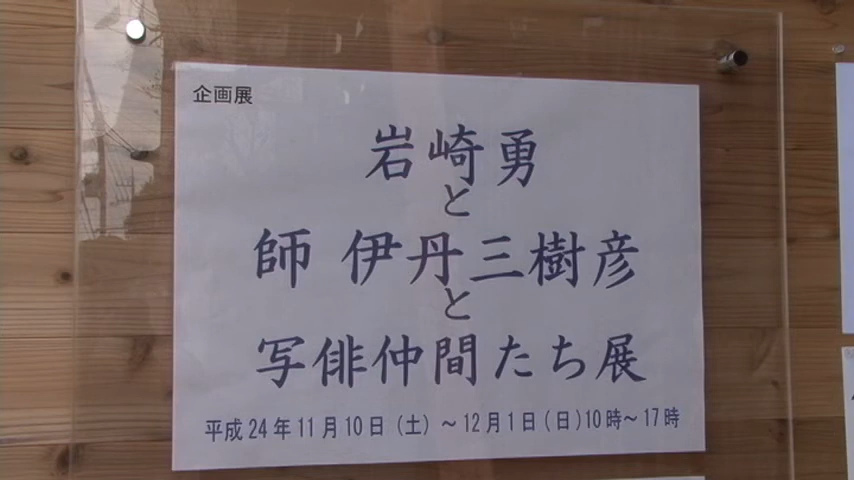 企画展
岩崎勇
と
師 伊丹三樹彦
と
写俳仲間たち展
平成24年11月10日（土）～12月1日(日)10時～17時